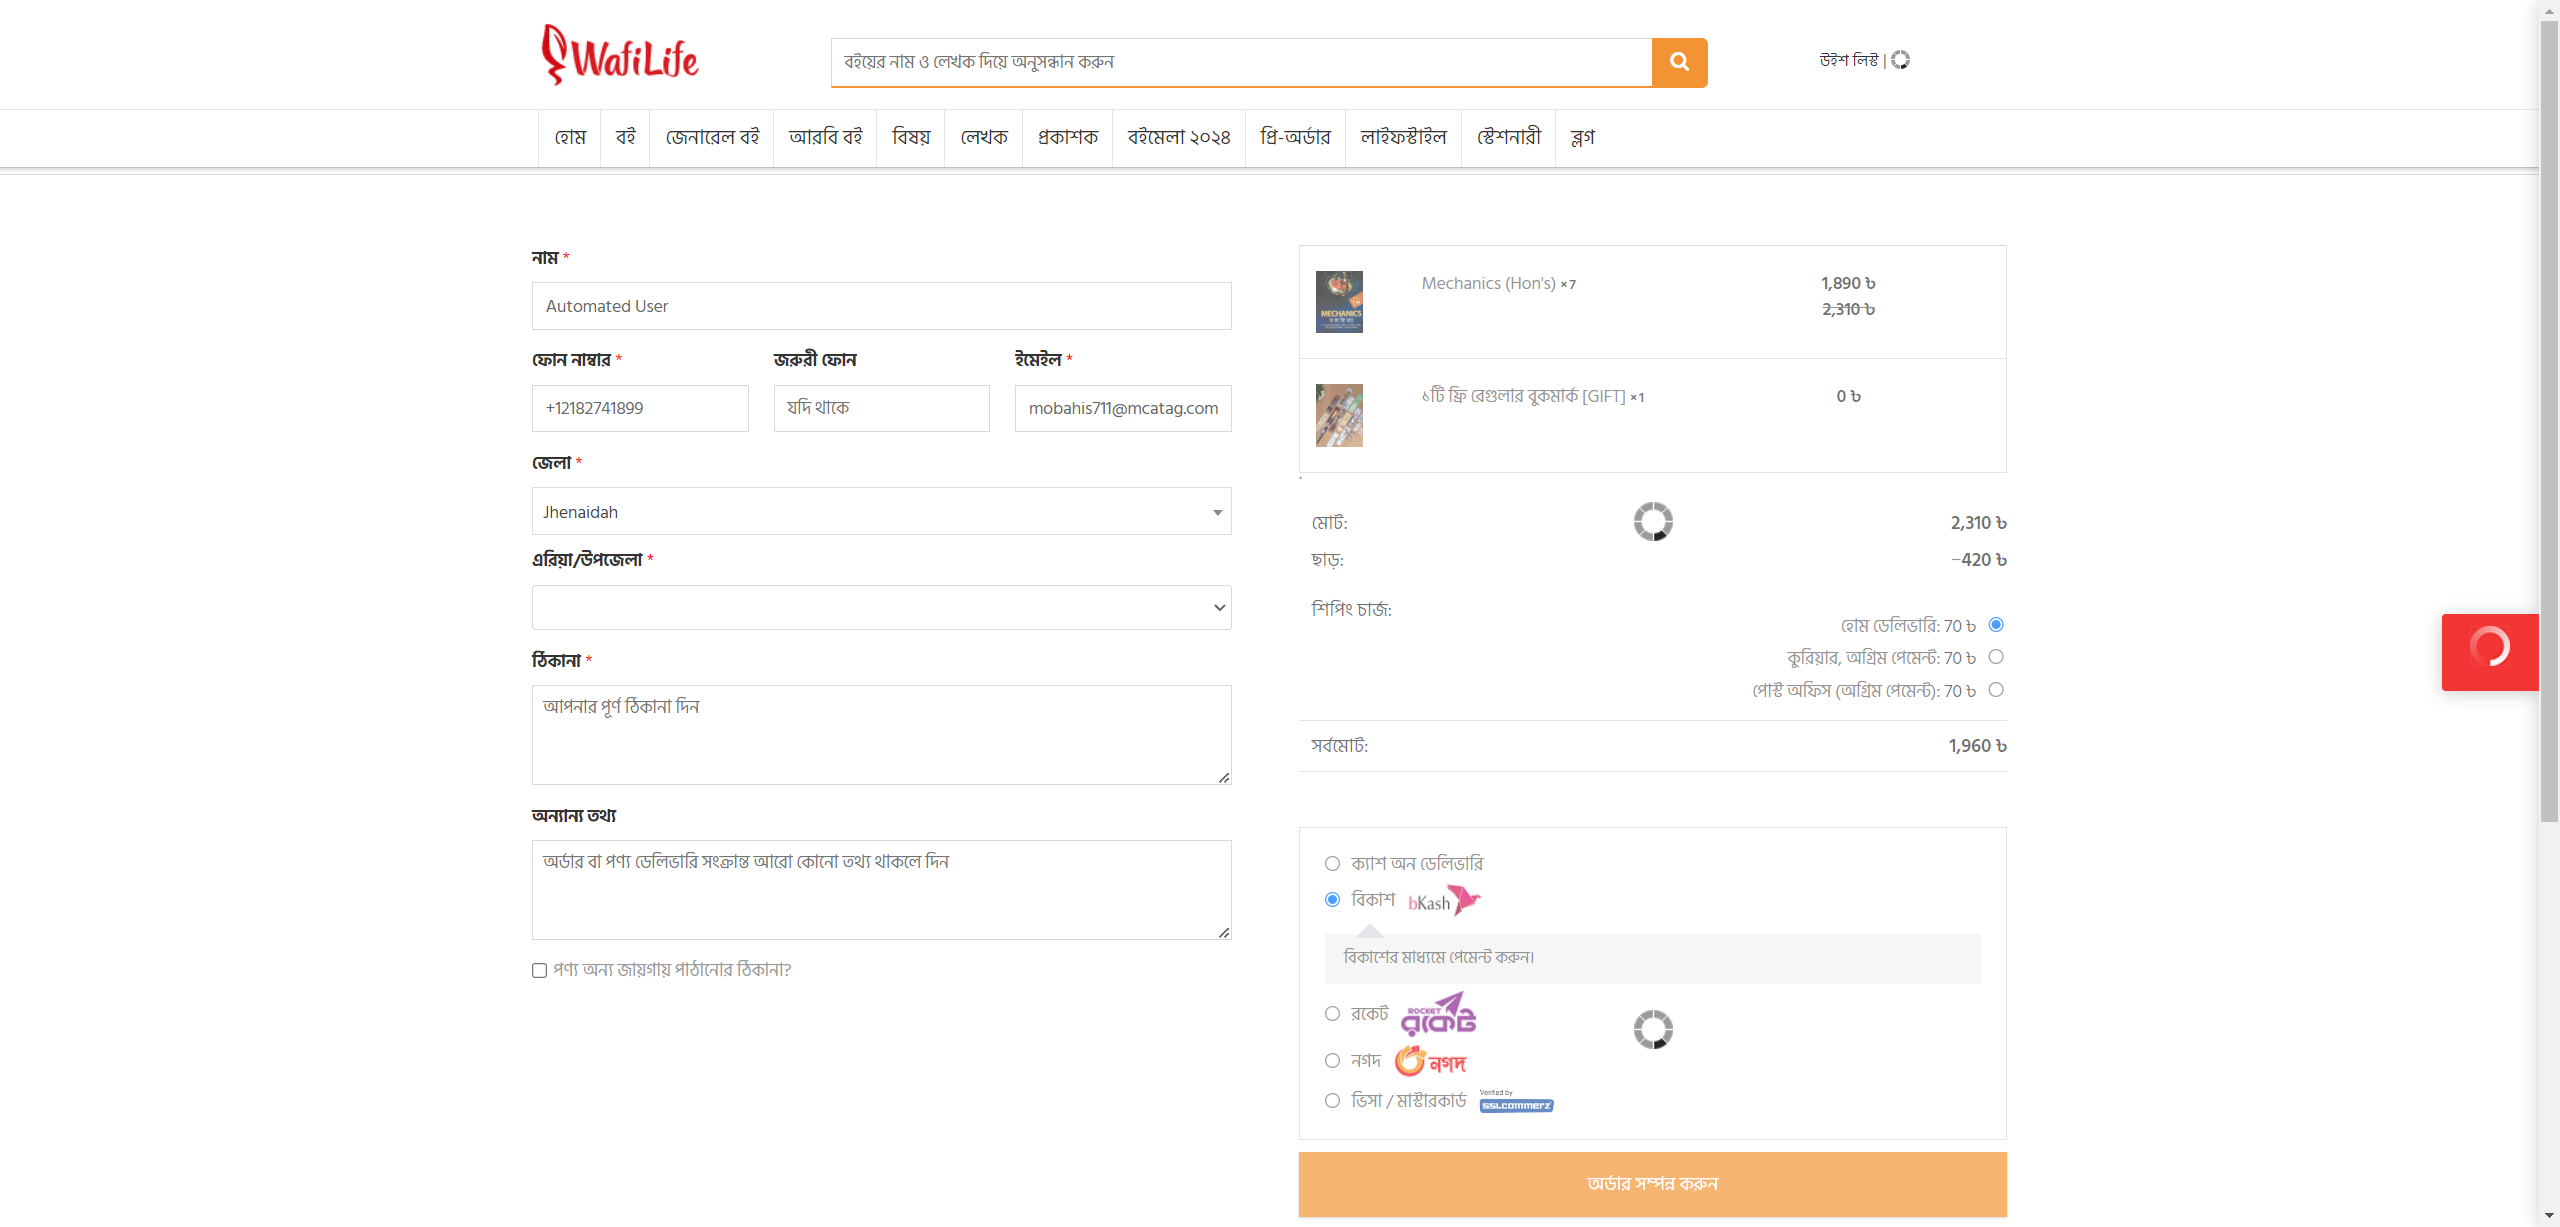 WafiLife
বইয়ের নাম ও লেখক দিয়ে অনুসন্ধান করুন
উইশ লিস্ট |
হোম বই জেনারেল বই আরবি বই বিষয় লেখক প্রকাশক বইমেলা ২০২৪ প্রি-অর্ডার লাইফস্টাইল স্টেশনারী ব্লগ
নাম *
Automated User
ফোন নাম্বার * জরুরী ফোন ইমেইল *
+12182741899 যদি থাকে mobahis711@mcatag.com
জেলা *
Jhenaidah
এরিয়া/উপজেলা *
ঠিকানা *
আপনার পূর্ণ ঠিকানা দিন
অন্যান্য তথ্য
অর্ডার বা পণ্য ডেলিভারি সংক্রান্ত আরো কোনো তথ্য থাকলে দিন
পণ্য অন্য জায়গায় পাঠানোর ঠিকানা?
MECHANICS
Mechanics (Hon's) × 7 1,890 ৳
2,310 ৳
১টি ফ্রি রেগুলার বুকমার্ক [GIFT] × 1 0 ৳
মোট: 2,310 ৳
ছাড়: -420 ৳
শিপিং চার্জ:
হোম ডেলিভারি: 70 ৳
কুরিয়ার, অগ্রিম পেমেন্ট: 70 ৳
পোস্ট অফিস (অগ্রিম পেমেন্ট): 70 ৳
সর্বমোট: 1,960 ৳
ক্যাশ অন ডেলিভারি
বিকাশ bKash
বিকাশের মাধ্যমে পেমেন্ট করুন।
রকেট ROCKET রকেট
নগদ নগদ
ভিসা / মাস্টারকার্ড Verified by SSLCOMMERZ
অর্ডার সম্পন্ন করুন